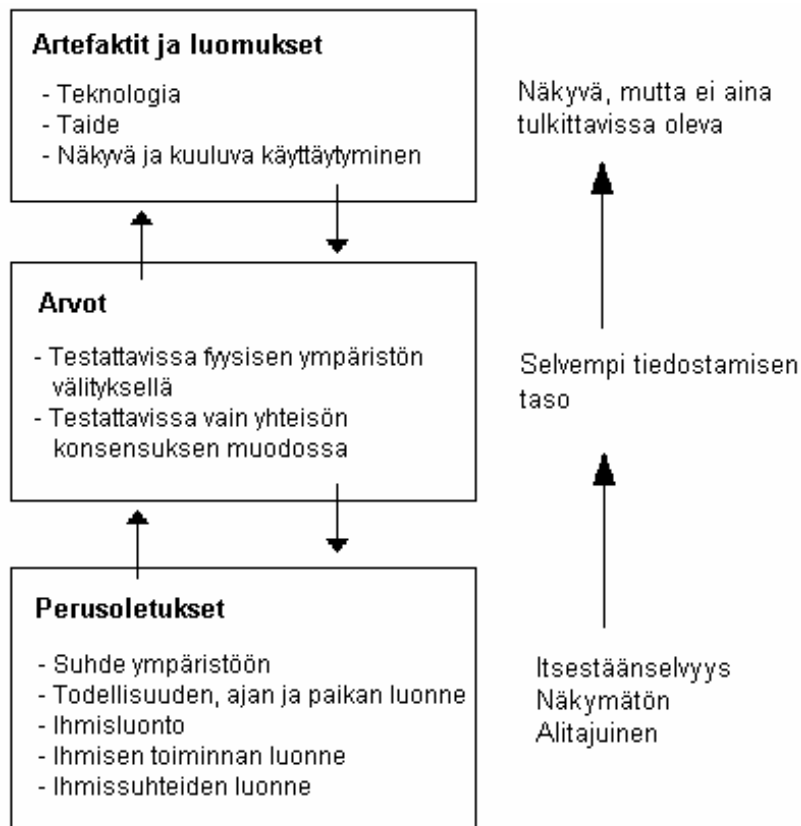 Artefaktit ja luomukset
- Teknologia
- Taide
- Näkyvä ja kuuluva käyttäytyminen
Näkyvä, mutta ei aina
tulkittavissa oleva
Arvot
- Testattavissa fyysisen ympäristön
välityksellä
- Testattavissa vain yhteisön
konsensuksen muodossa
Selvempi tiedostamisen
taso
Perusoletukset
- Suhde ympäristöön
- Todellisuuden, ajan ja paikan luonne
- Ihmisluonto
- Ihmisen toiminnan luonne
- Ihmissuhteiden luonne
Itsestäänselvyys
Näkymätön
Alitajuinen